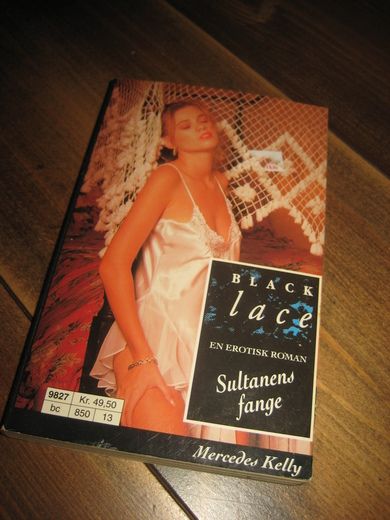 BLACK
lace
EN EROTISK ROMAN
Sultanens
fange
9827 Kr. 49,50
bc 850 13
Mercedes Kelly